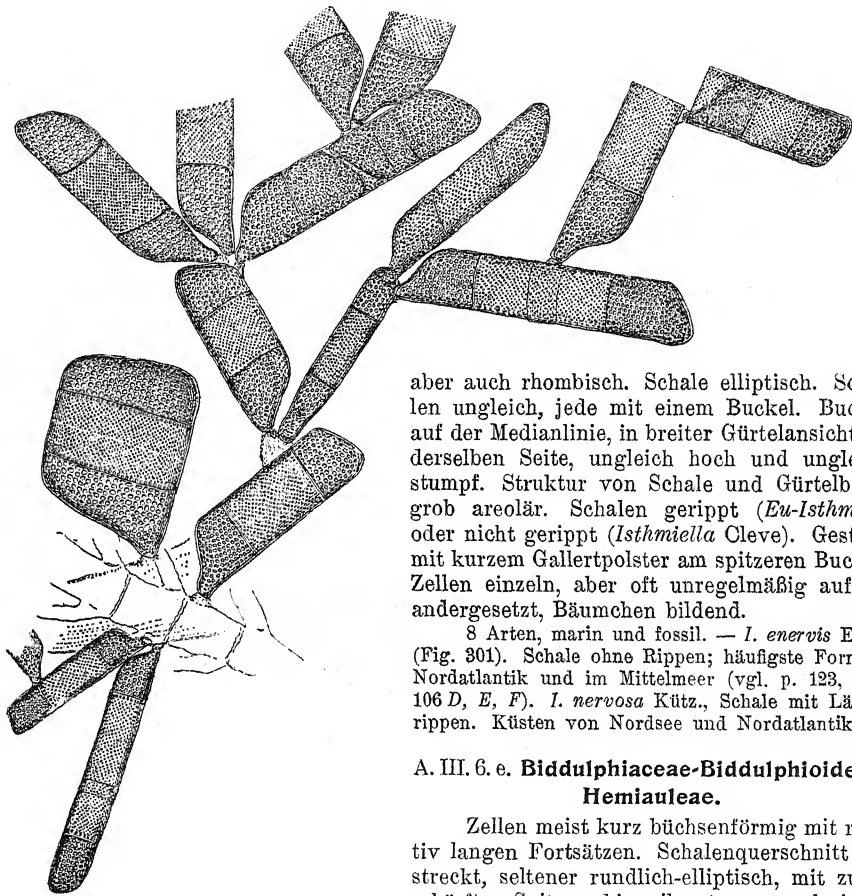 aber auch rhombisch. Schale elliptisch.
len ungleich, jede mit einem Buckel.
auf der Medianlinie, in breiter Gürtelansicht
derselben Seite, ungleich hoch und
stumpf. Struktur von Schale und
grob areolär. Schalen gerippt (
oder nicht gerippt (Isthmiella Cleve).
mit kurzem Gallertpolster am spitzeren
Zellen einzeln, aber oft unregelmäßig
andergesetzt, Bäumchen bildend.
8 Arten, marin und fossil. — I. enervis
(Fig. 301). Schale ohne Rippen; häufigste
Nordatlantik und im Mittelmeer (vgl. p. 123,
106 D, E, F). I. nervosa Kütz., Schale mit
rippen. Küsten von Nordsee und Nordatlantik
A. III. 6. e. Biddulphiaceae-
Hemiauleae.
Zellen meist kurz büchsenförmig mit
tiv langen Fortsätzen.
streckt, seltener rundlich-elliptisch, mit